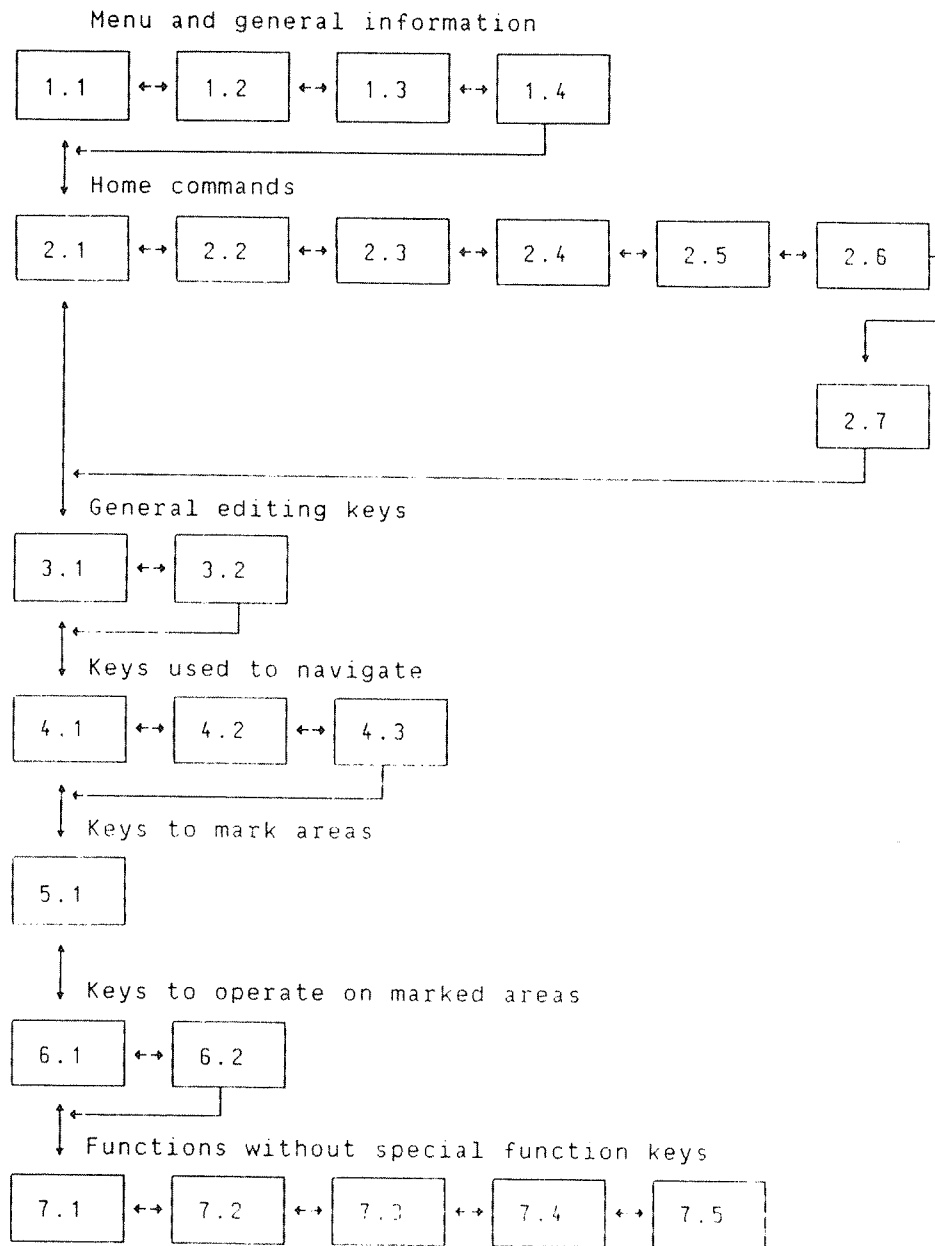 Menu and general information
1.1 1.2 1.3 1.4
Home commands
2.1 2.2 2.3 2.4 2.5 2.6
2.7
General editing keys
3.1 3.2
Keys used to navigate
4.1 4.2 4.3
Keys to mark areas
5.1
Keys to operate on marked areas
6.1 6.2
Functions without special function keys
7.1 7.2 7.3 7.4 7.5